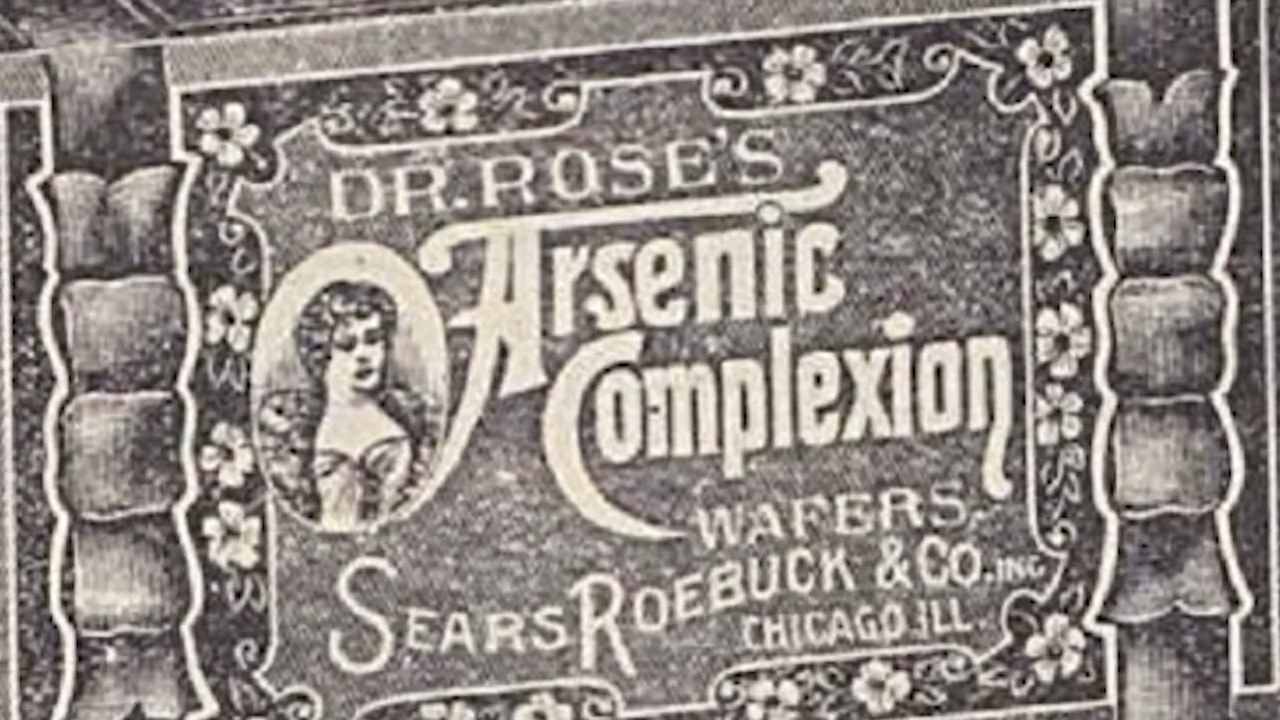 DR. ROSE'S
Arsenic
Complexion
WAFERS.
SEARS ROEBUCK & CO. INC
CHICAGO. ILL.